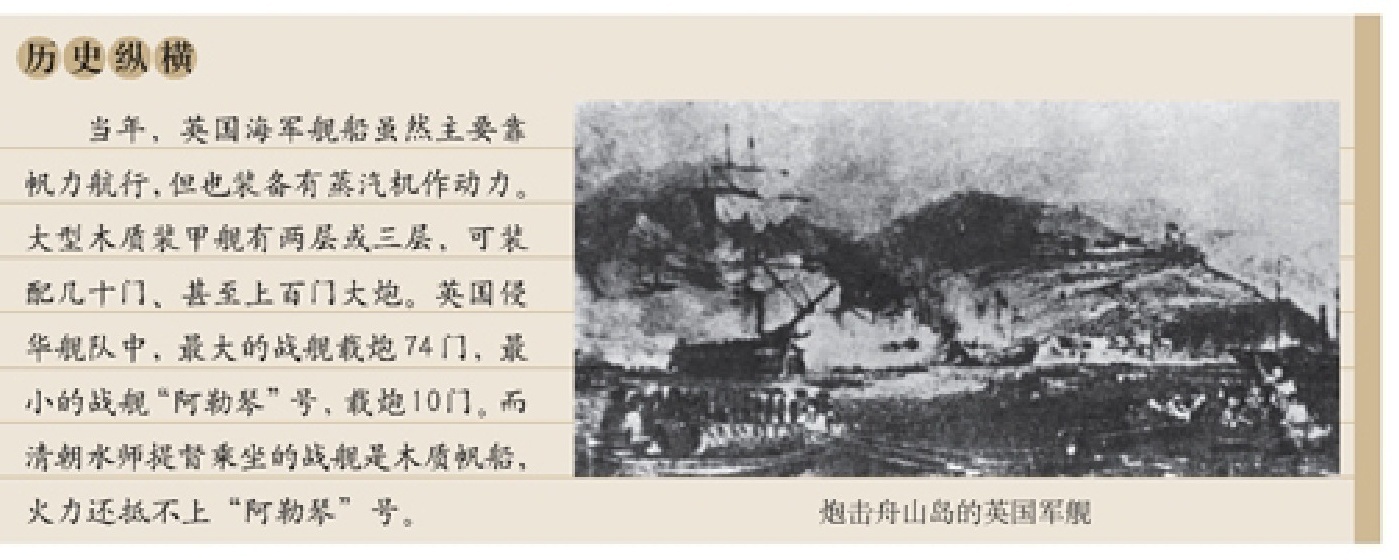 历史纵横
当年，英国海军舰船虽然主要靠
帆力航行，但也装备有蒸汽机作动力。
大型木质装甲舰有两层或三层，可装
配几十门、甚至上百门大炮。英国侵
华舰队中，最大的战舰载炮74门，最
小的战舰“阿勒琴”号，载炮10门。而
清朝水师提督乘坐的战舰是木质帆船，
火力还抵不上“阿勒琴”号。
炮击舟山岛的英国军舰